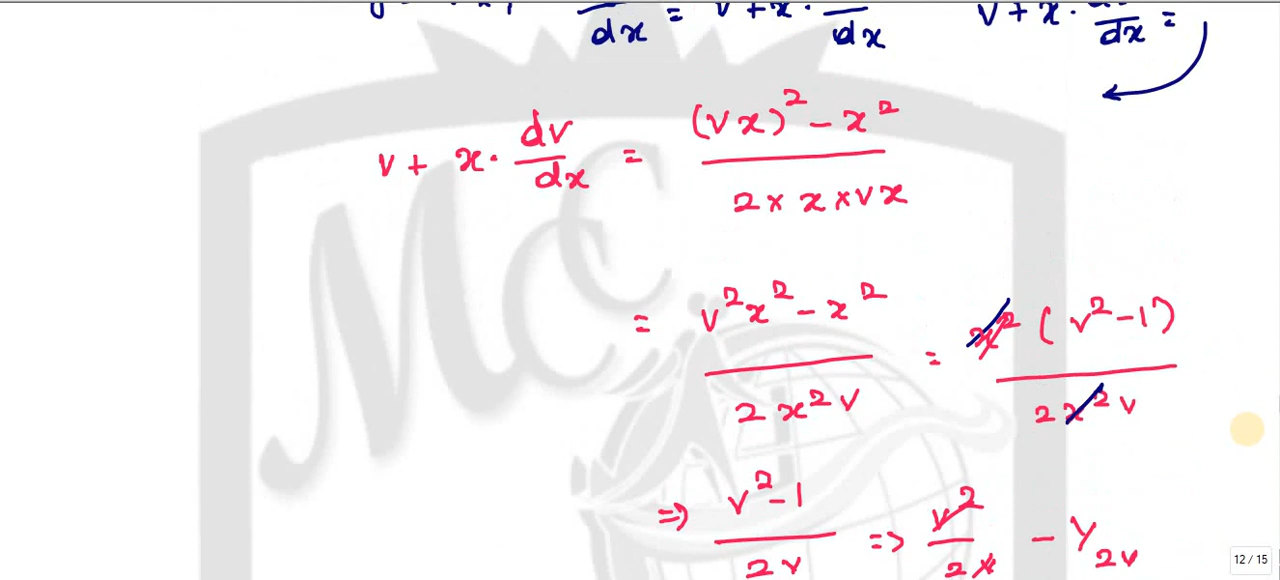 dx = v + x · dx v + x · dx =
v + x · dv/dx = (vx)² - x² / 2 × x × vx
= v²x² - x² / 2x²v = x² (v² - 1) / 2x²v
⇒ v² - 1 / 2v ⇒ v² / 2v - 1/2v
MCC
12 / 15